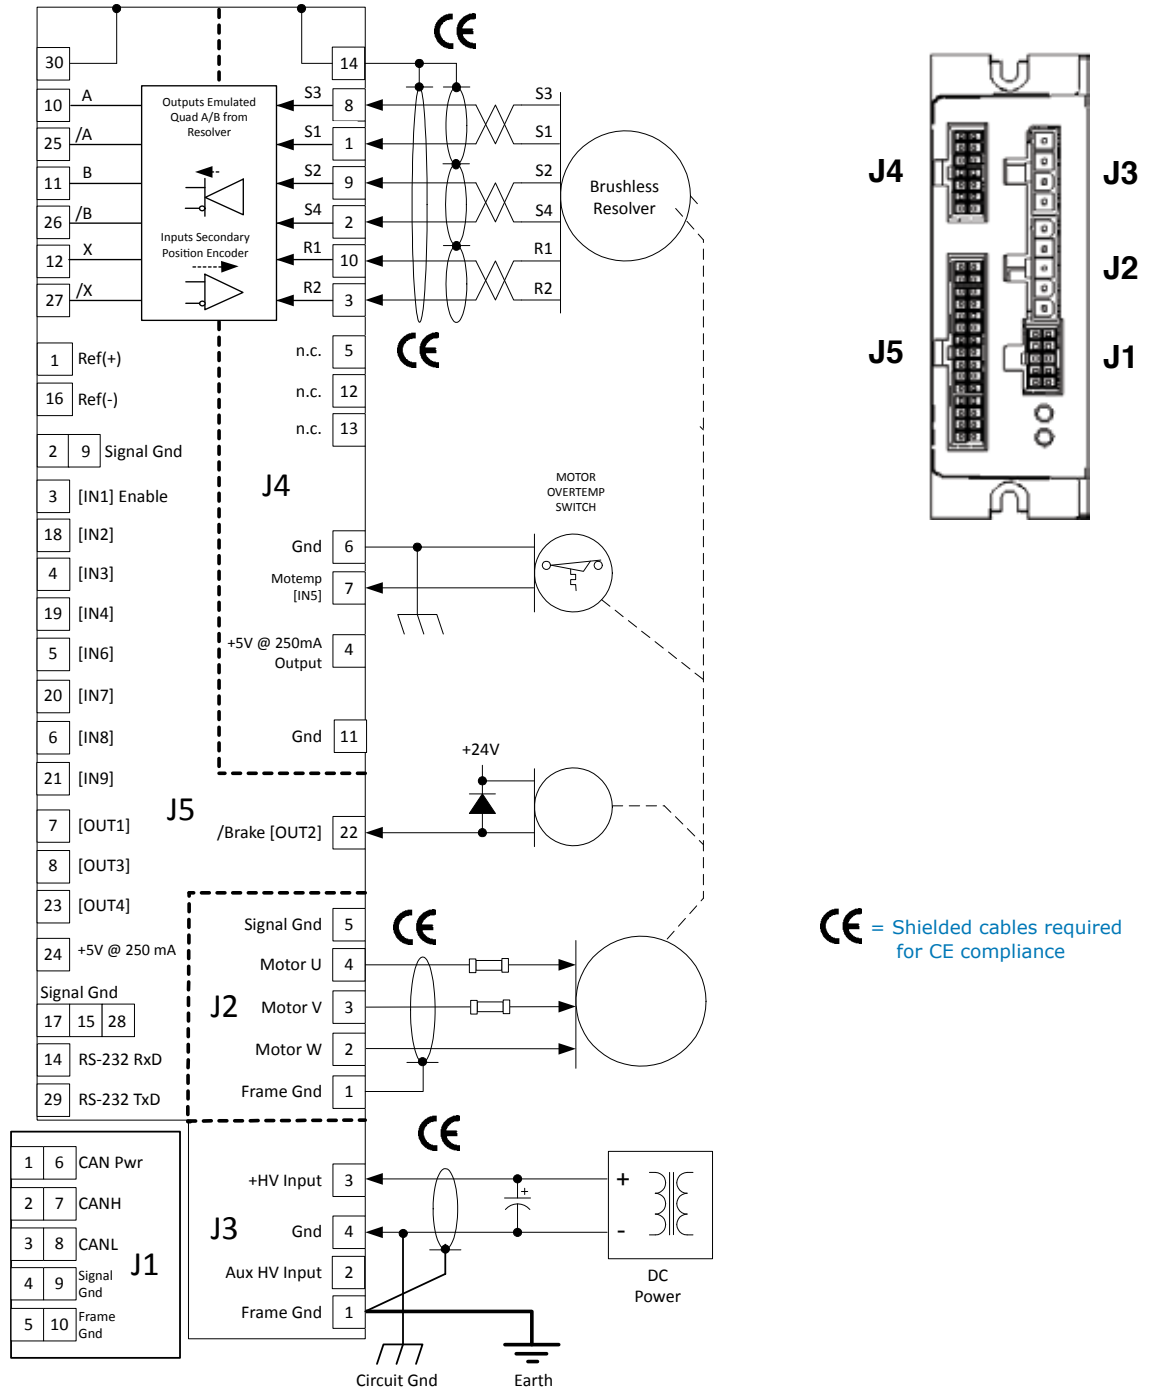 CE
30
14
10 A
Outputs Emulated
Quad A/B from
Resolver
S3 8
S3
25 /A
S1 1
S1
11 B
S2 9
S2
26 /B
S4 2
S4
12 X
Inputs Secondary
Position Encoder
R1 10
R1
27 /X
R2 3
R2
Brushless
Resolver
CE
1 Ref(+)
n.c. 5
16 Ref(-)
n.c. 12
n.c. 13
2 9 Signal Gnd
J4
3 [IN1] Enable
18 [IN2]
4 [IN3]
19 [IN4]
5 [IN6]
20 [IN7]
6 [IN8]
21 [IN9]
J5
7 [OUT1]
8 [OUT3]
23 [OUT4]
24 +5V @ 250 mA
Signal Gnd
17 15 28
14 RS-232 RxD
29 RS-232 TxD
MOTOR
OVERTEMP
SWITCH
Gnd 6
Motemp
[IN5] 7
+5V @ 250mA
Output 4
Gnd 11
+24V
/Brake [OUT2] 22
CE
Signal Gnd 5
Motor U 4
J2
Motor V 3
Motor W 2
Frame Gnd 1
CE
1 6 CAN Pwr
2 7 CANH
3 8 CANL
J1
4 9 Signal
Gnd
5 10 Frame
Gnd
+HV Input 3
+
+
J3
Gnd 4
-
Aux HV Input 2
Frame Gnd 1
DC
Power
Circuit Gnd
Earth
J4
J3
J2
J5
J1
CE = Shielded cables required
for CE compliance